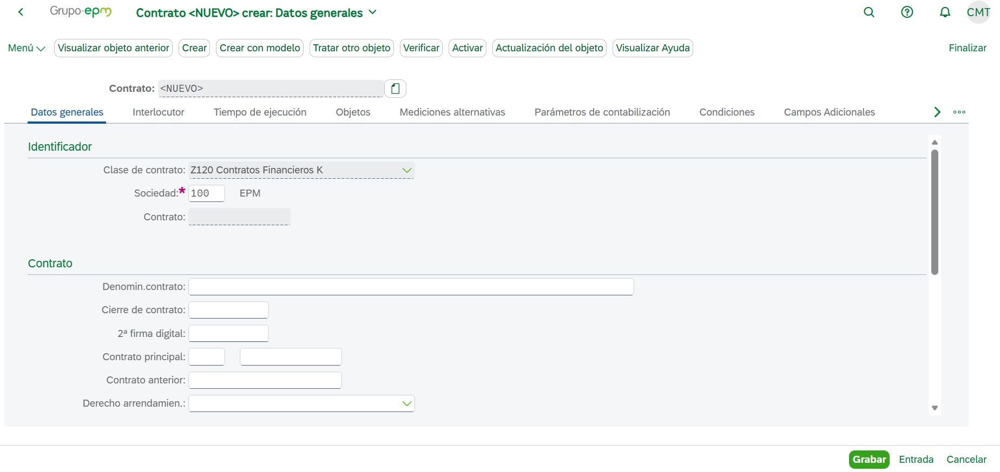 Grupo·epm Contrato <NUEVO> crear: Datos generales CMT
Menú Visualizar objeto anterior Crear Crear con modelo Tratar otro objeto Verificar Activar Actualización del objeto Visualizar Ayuda Finalizar
Contrato: <NUEVO>
Datos generales Interlocutor Tiempo de ejecución Objetos Mediciones alternativas Parámetros de contabilización Condiciones Campos Adicionales
Identificador
Clase de contrato: Z120 Contratos Financieros K
Sociedad:* 100 EPM
Contrato:
Contrato
Denomin.contrato:
Cierre de contrato:
2ª firma digital:
Contrato principal:
Contrato anterior:
Derecho arrendamien.:
Grabar Entrada Cancelar